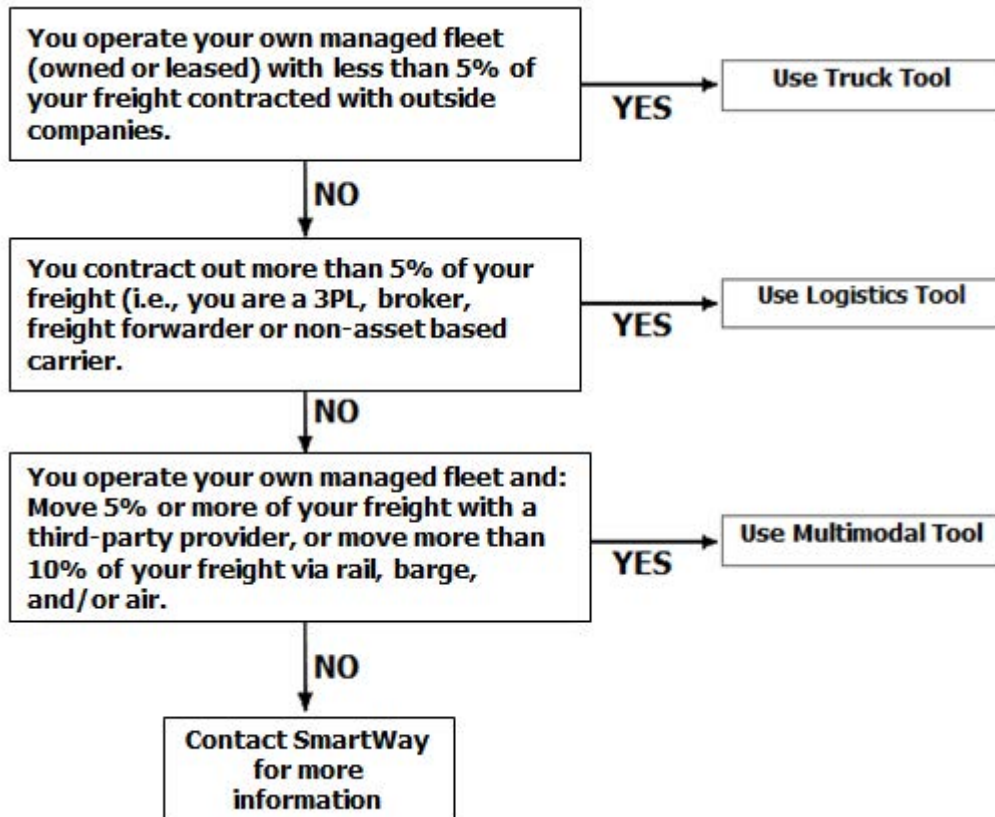 You operate your own managed fleet
(owned or leased) with less than 5% of
your freight contracted with outside
companies.
YES
Use Truck Tool
NO
You contract out more than 5% of your
freight (i.e., you are a 3PL, broker,
freight forwarder or non-asset based
carrier.
YES
Use Logistics Tool
NO
You operate your own managed fleet and:
Move 5% or more of your freight with a
third-party provider, or move more than
10% of your freight via rail, barge,
and/or air.
YES
Use Multimodal Tool
NO
Contact SmartWay
for more
information